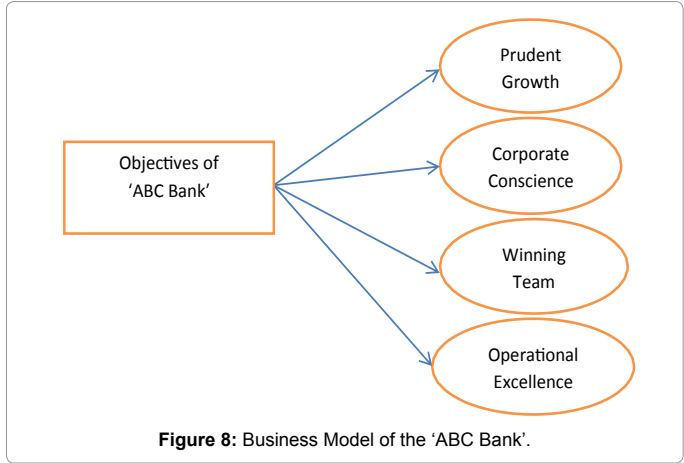 Prudent
Growth
Objectives of
'ABC Bank'
Corporate
Conscience
Winning
Team
Operational
Excellence
Figure 8: Business Model of the 'ABC Bank'.